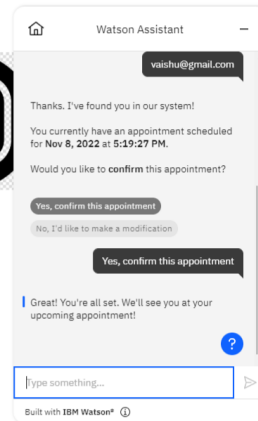 Watson Assistant
vaishu@gmail.com
Thanks. I've found you in our system!
You currently have an appointment scheduled
for Nov 8, 2022 at 5:19:27 PM.
Would you like to confirm this appointment?
Yes, confirm this appointment
No, I'd like to make a modification
Yes, confirm this appointment
Great! You're all set. We'll see you at your
upcoming appointment!
?
Type something...
Built with IBM Watson®